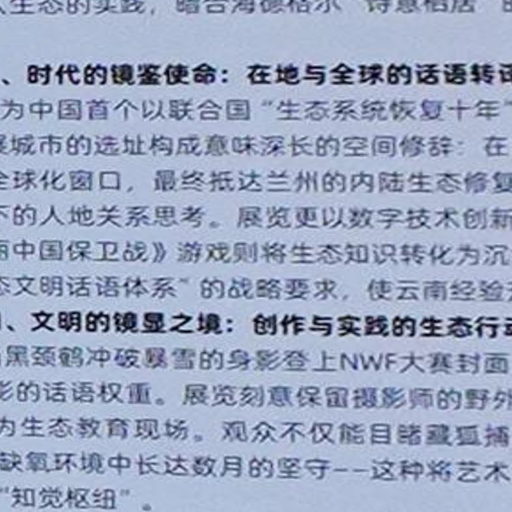 生态的实践，暗合海德格尔“诗意栖居”
、时代的镜鉴使命：在地与全球的话语转
为中国首个以联合国“生态系统恢复十年”
展城市的选址构成意味深长的空间修辞：在
全球化窗口，最终抵达兰州的内陆生态修复
下的人地关系思考。展览更以数字技术创新
丽中国保卫战》游戏则将生态知识转化为沉
态文明话语体系”的战略要求，使云南经验
、文明的镜显之境：创作与实践的生态行动
黑颈鹤冲破暴雪的身影登上NWF大赛封面
影的话语权重。展览刻意保留摄影师的野外
为生态教育现场。观众不仅能目睹藏狐捕
缺氧环境中长达数月的坚守--这种将艺术
“知觉枢纽”。